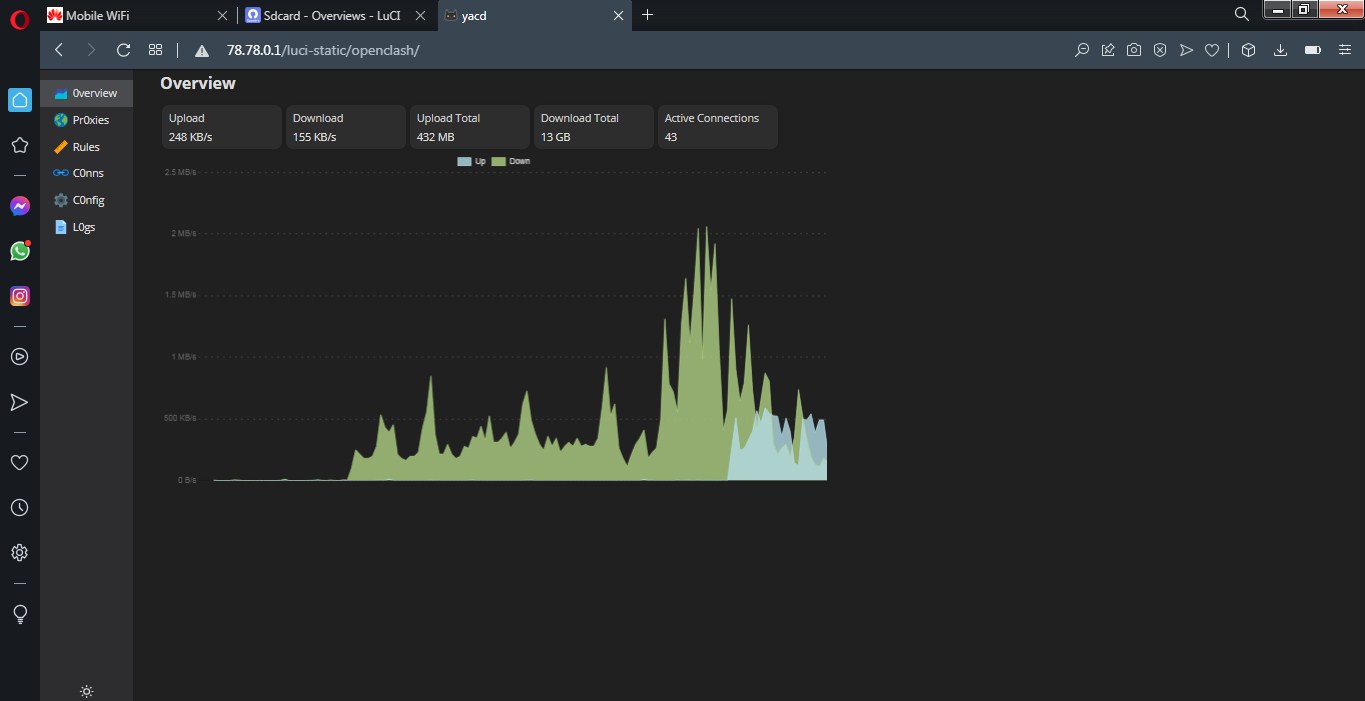 Mobile WiFi
Sdcard - Overviews - LuCI
yacd
78.78.0.1/luci-static/openclash/
0verview
Pr0xies
Rules
C0nns
C0nfig
L0gs
Overview
Upload
248 KB/s
Download
155 KB/s
Upload Total
432 MB
Download Total
13 GB
Active Connections
43
Up
Down
2.5 MB/s
2 MB/s
1.5 MB/s
1 MB/s
500 KB/s
0 B/s